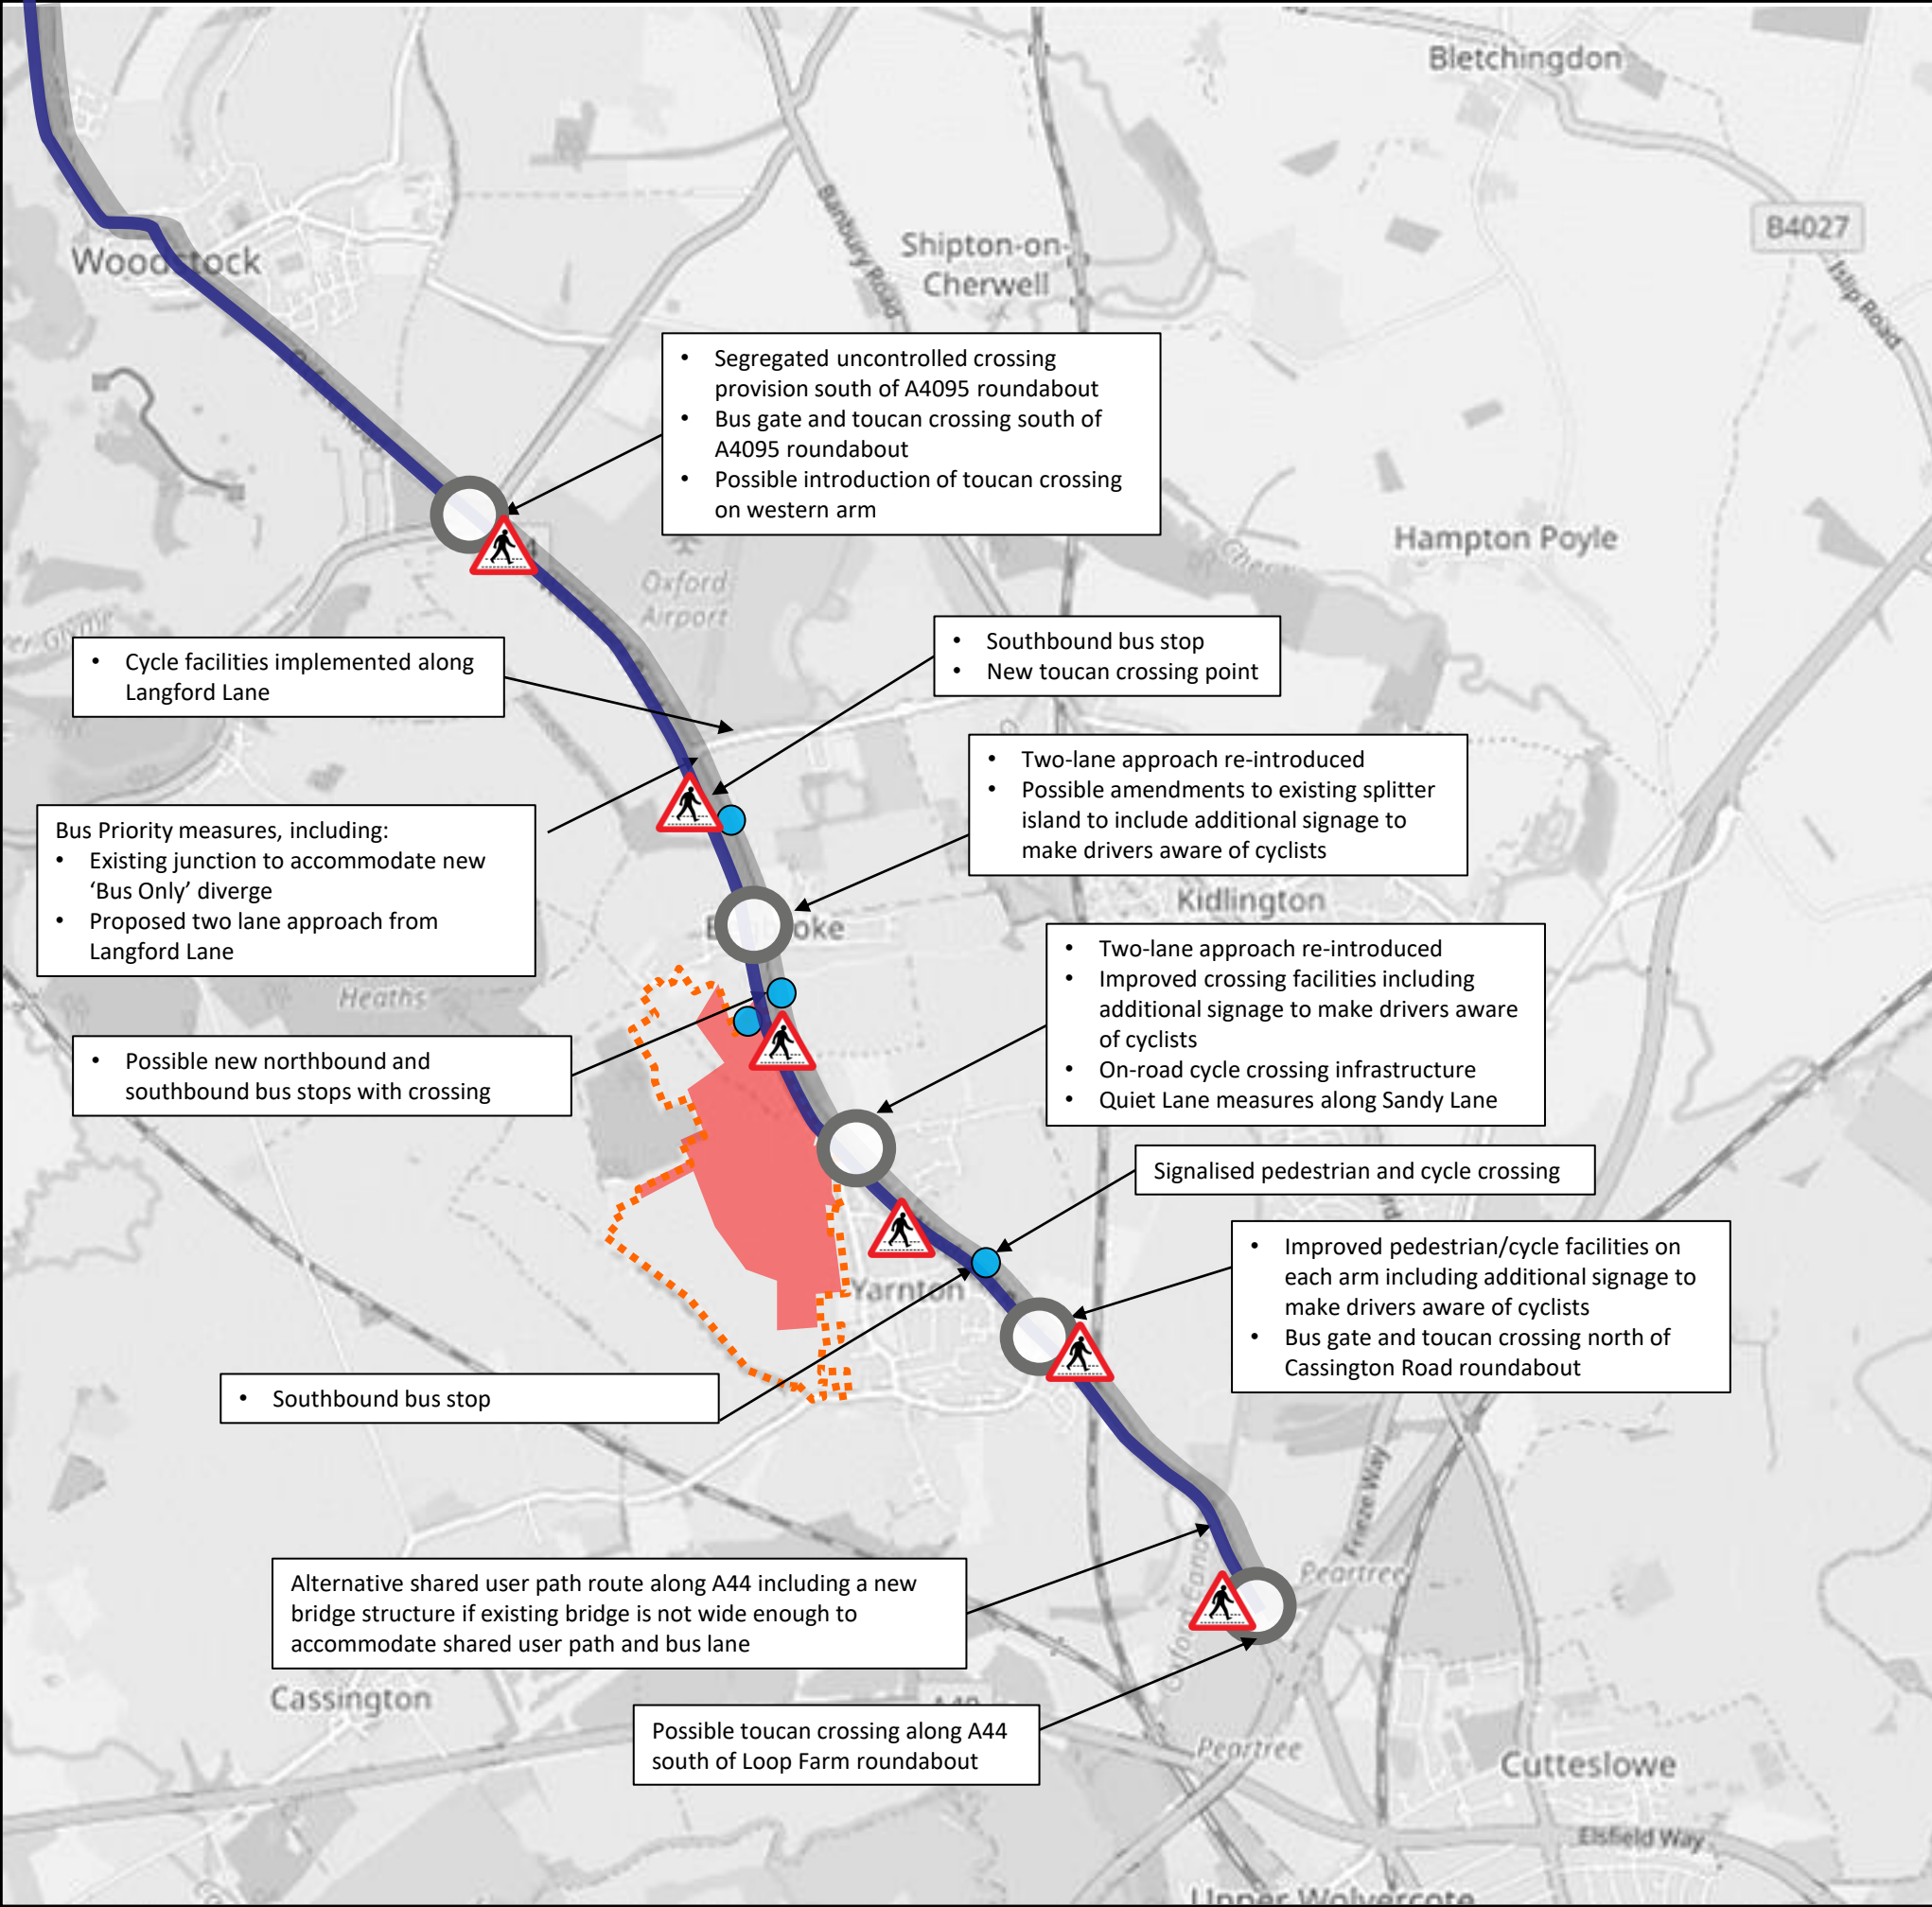 Bletchingdon
B4027
Banbury Road
Shipton-on-
Cherwell
Islip Road
Woodstock
• Segregated uncontrolled crossing
provision south of A4095 roundabout
• Bus gate and toucan crossing south of
A4095 roundabout
• Possible introduction of toucan crossing
on western arm
Hampton Poyle
Cher
Oxford
Airport
• Cycle facilities implemented along
Langford Lane
• Southbound bus stop
• New toucan crossing point
• Two-lane approach re-introduced
• Possible amendments to existing splitter
island to include additional signage to
make drivers aware of cyclists
Bus Priority measures, including:
• Existing junction to accommodate new
‘Bus Only’ diverge
• Proposed two lane approach from
Langford Lane
Kidlington
oke
Heaths
• Two-lane approach re-introduced
• Improved crossing facilities including
additional signage to make drivers aware
of cyclists
• On-road cycle crossing infrastructure
• Quiet Lane measures along Sandy Lane
• Possible new northbound and
southbound bus stops with crossing
Signalised pedestrian and cycle crossing
• Improved pedestrian/cycle facilities on
each arm including additional signage to
make drivers aware of cyclists
• Bus gate and toucan crossing north of
Cassington Road roundabout
Yarnton
• Southbound bus stop
Frieze Way
Peartree
Alternative shared user path route along A44 including a new
bridge structure if existing bridge is not wide enough to
accommodate shared user path and bus lane
Cassington
Possible toucan crossing along A44
south of Loop Farm roundabout
Peartree
Cutteslowe
Elsfield Way
Upper Wolvercote